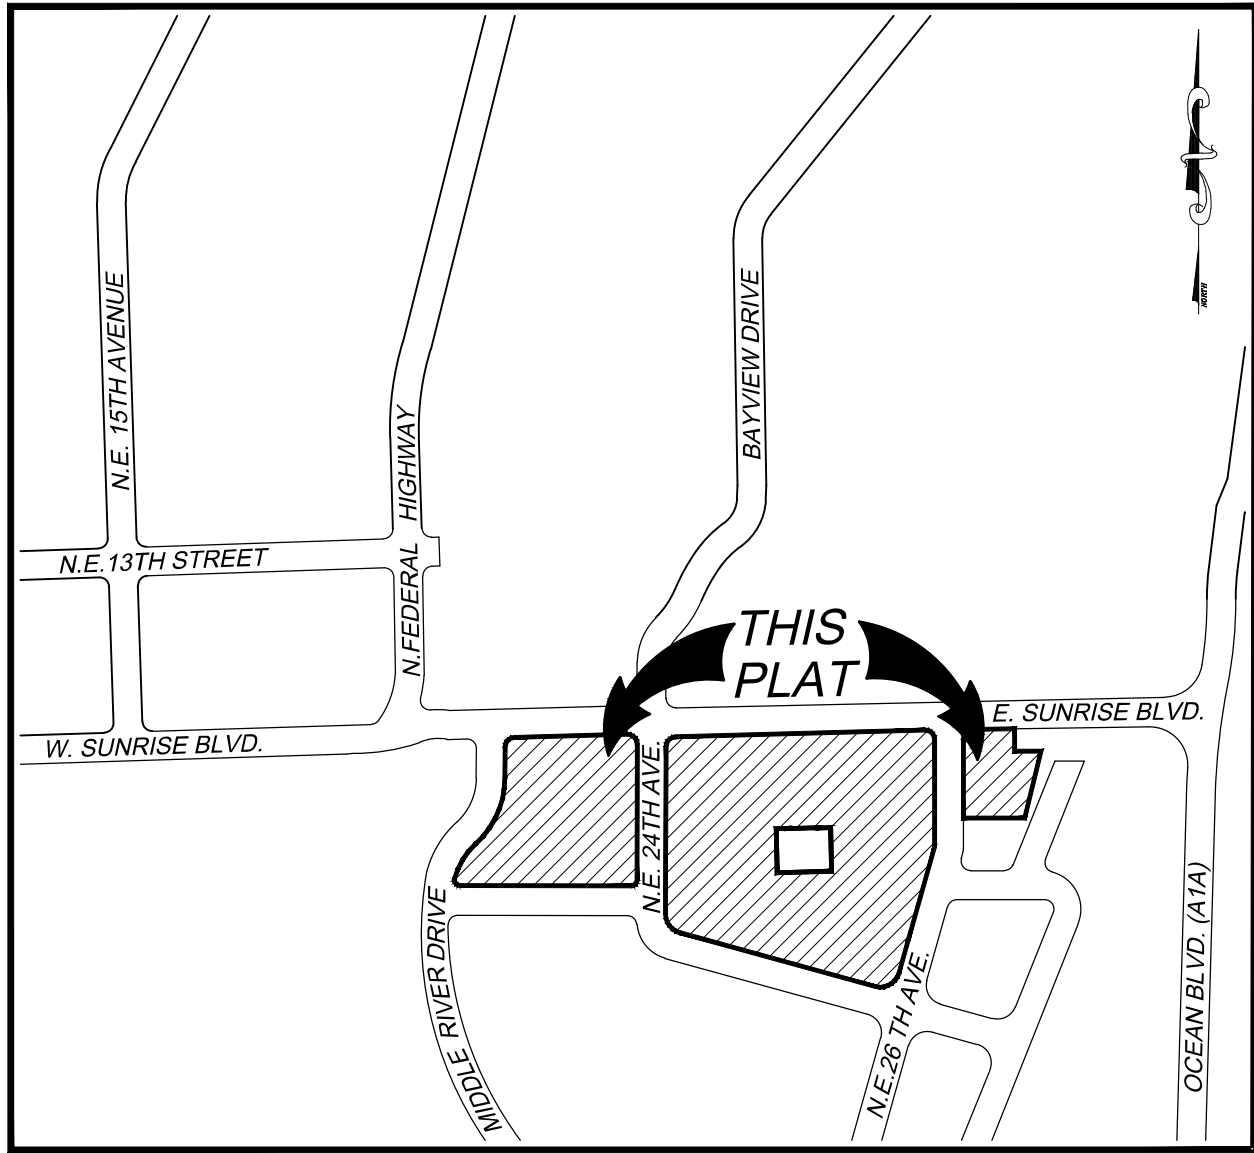 NORTH
N.E. 15TH AVENUE
N.FEDERAL HIGHWAY
BAYVIEW DRIVE
N.E.13TH STREET
THIS
PLAT
W. SUNRISE BLVD.
E. SUNRISE BLVD.
N.E. 24TH AVE.
MIDDLE RIVER DRIVE
N.E.26 TH AVE.
OCEAN BLVD. (A1A)